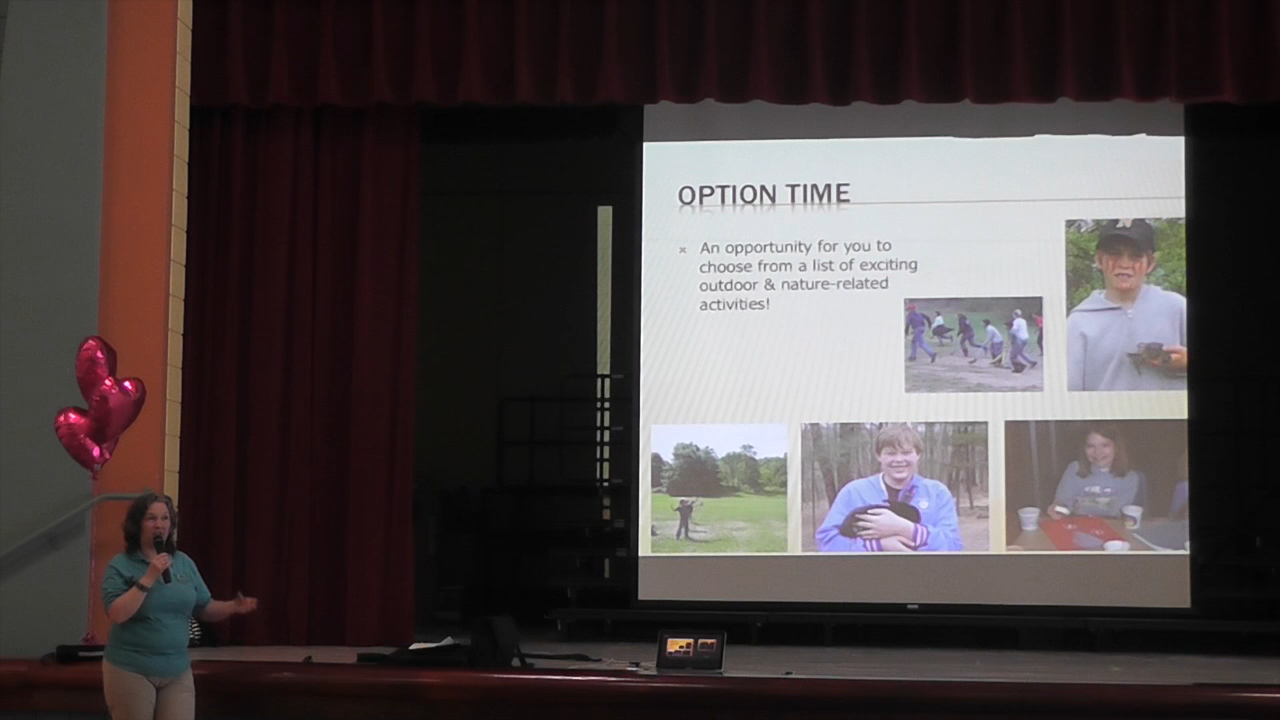 OPTION TIME
An opportunity for you to
choose from a list of exciting
outdoor & nature-related
activities!